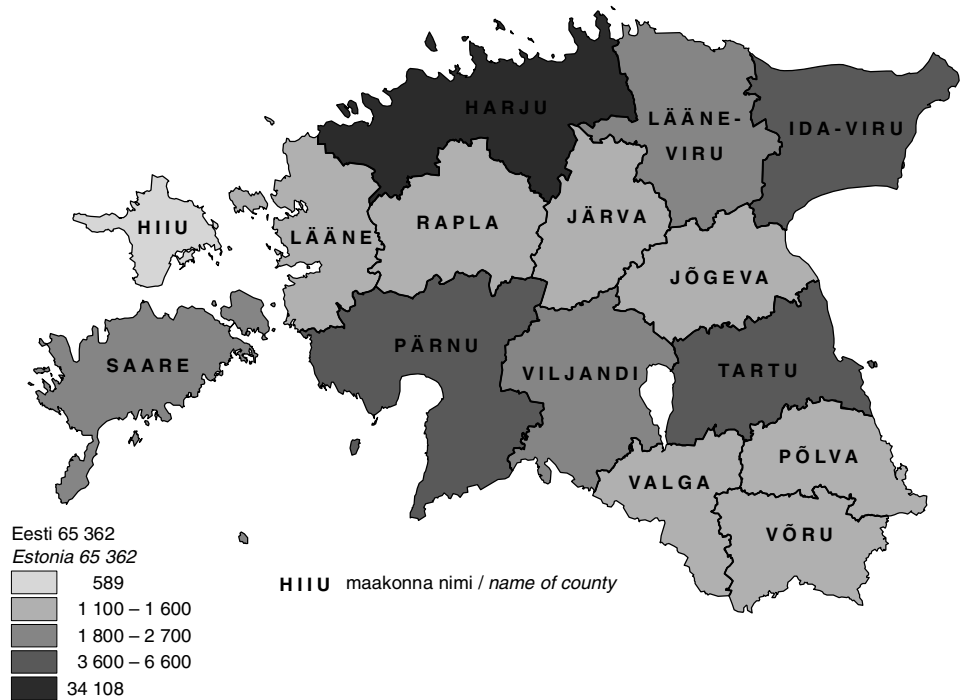 HARJU
LÄÄNE-
VIRU
IDA-VIRU
HIIU
LÄÄNE
RAPLA
JÄRVA
JÕGEVA
SAARE
PÄRNU
VILJANDI
TARTU
VALGA
PÕLVA
VÕRU
Eesti 65 362
Estonia 65 362
589
1 100 – 1 600
1 800 – 2 700
3 600 – 6 600
34 108
HIIU maakonna nimi / name of county